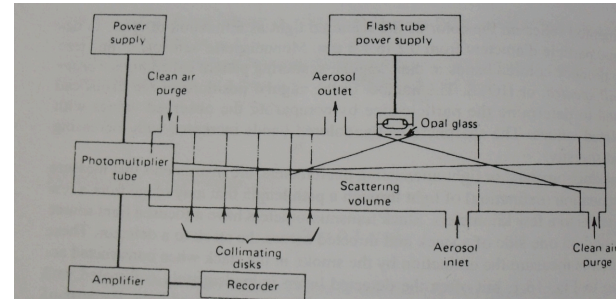 Power
supply
Flash tube
power supply
Clean air
purge
Aerosol
outlet
Opal glass
Photomultiplier
tube
Scattering
volume
Collimating
disks
Aerosol
inlet
Clean air
purge
Amplifier
Recorder